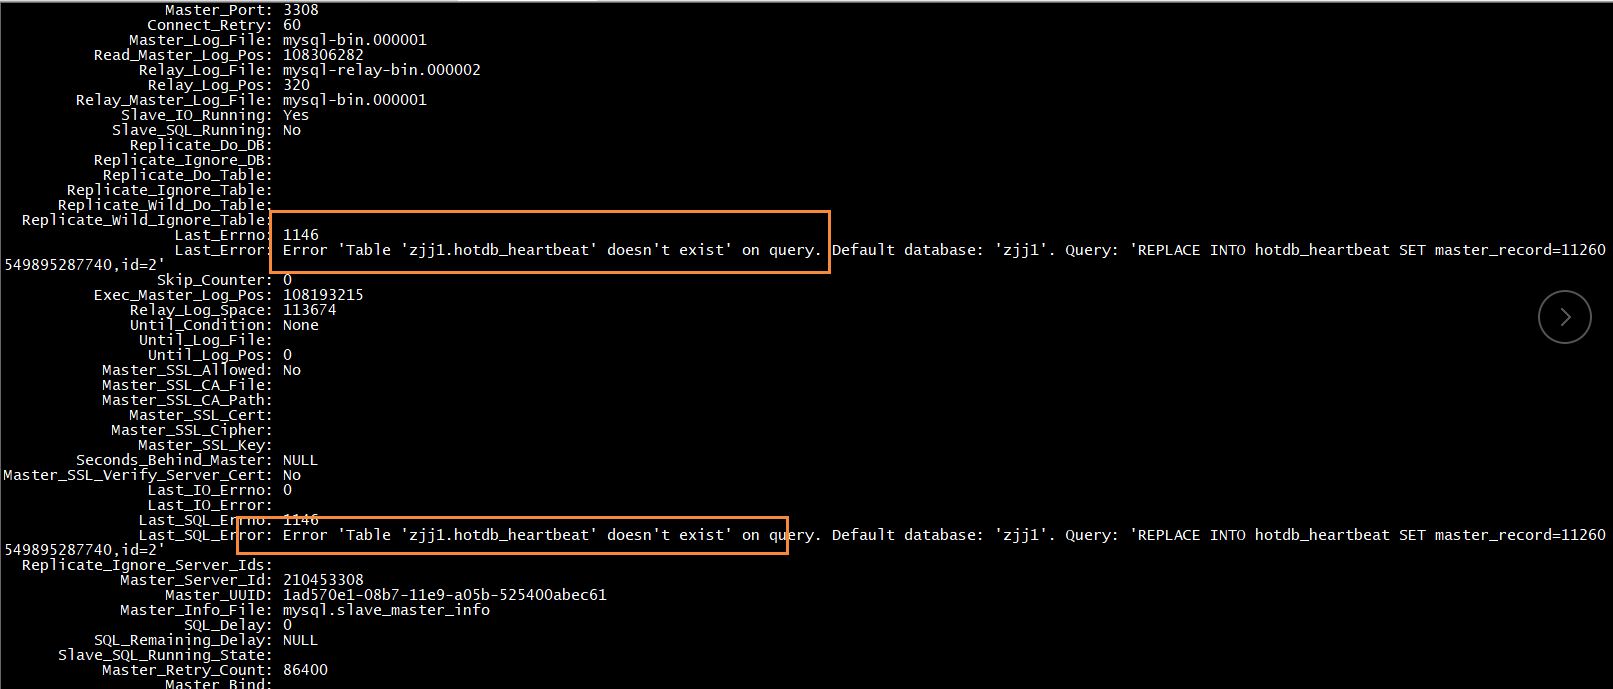 Master_Port: 3308
Connect_Retry: 60
Master_Log_File: mysql-bin.000001
Read_Master_Log_Pos: 108306282
Relay_Log_File: mysql-relay-bin.000002
Relay_Log_Pos: 320
Relay_Master_Log_File: mysql-bin.000001
Slave_IO_Running: Yes
Slave_SQL_Running: No
Replicate_Do_DB:
Replicate_Ignore_DB:
Replicate_Do_Table:
Replicate_Ignore_Table:
Replicate_Wild_Do_Table:
Replicate_Wild_Ignore_Table:
Last_Errno: 1146
Last_Error: Error 'Table 'zjj1.hotdb_heartbeat' doesn't exist' on query. Default database: 'zjj1'. Query: 'REPLACE INTO hotdb_heartbeat SET master_record=11260
549895287740,id=2'
Skip_Counter: 0
Exec_Master_Log_Pos: 108193215
Relay_Log_Space: 113674
Until_Condition: None
Until_Log_File:
Until_Log_Pos: 0
Master_SSL_Allowed: No
Master_SSL_CA_File:
Master_SSL_CA_Path:
Master_SSL_Cert:
Master_SSL_Cipher:
Master_SSL_Key:
Seconds_Behind_Master: NULL
Master_SSL_Verify_Server_Cert: No
Last_IO_Errno: 0
Last_IO_Error:
Last_SQL_Errno: 1146
Last_SQL_Error: Error 'Table 'zjj1.hotdb_heartbeat' doesn't exist' on query. Default database: 'zjj1'. Query: 'REPLACE INTO hotdb_heartbeat SET master_record=11260
549895287740,id=2'
Replicate_Ignore_Server_Ids:
Master_Server_Id: 210453308
Master_UUID: 1ad570e1-08b7-11e9-a05b-525400abec61
Master_Info_File: mysql.slave_master_info
SQL_Delay: 0
SQL_Remaining_Delay: NULL
Slave_SQL_Running_State:
Master_Retry_Count: 86400
Master_Bind: